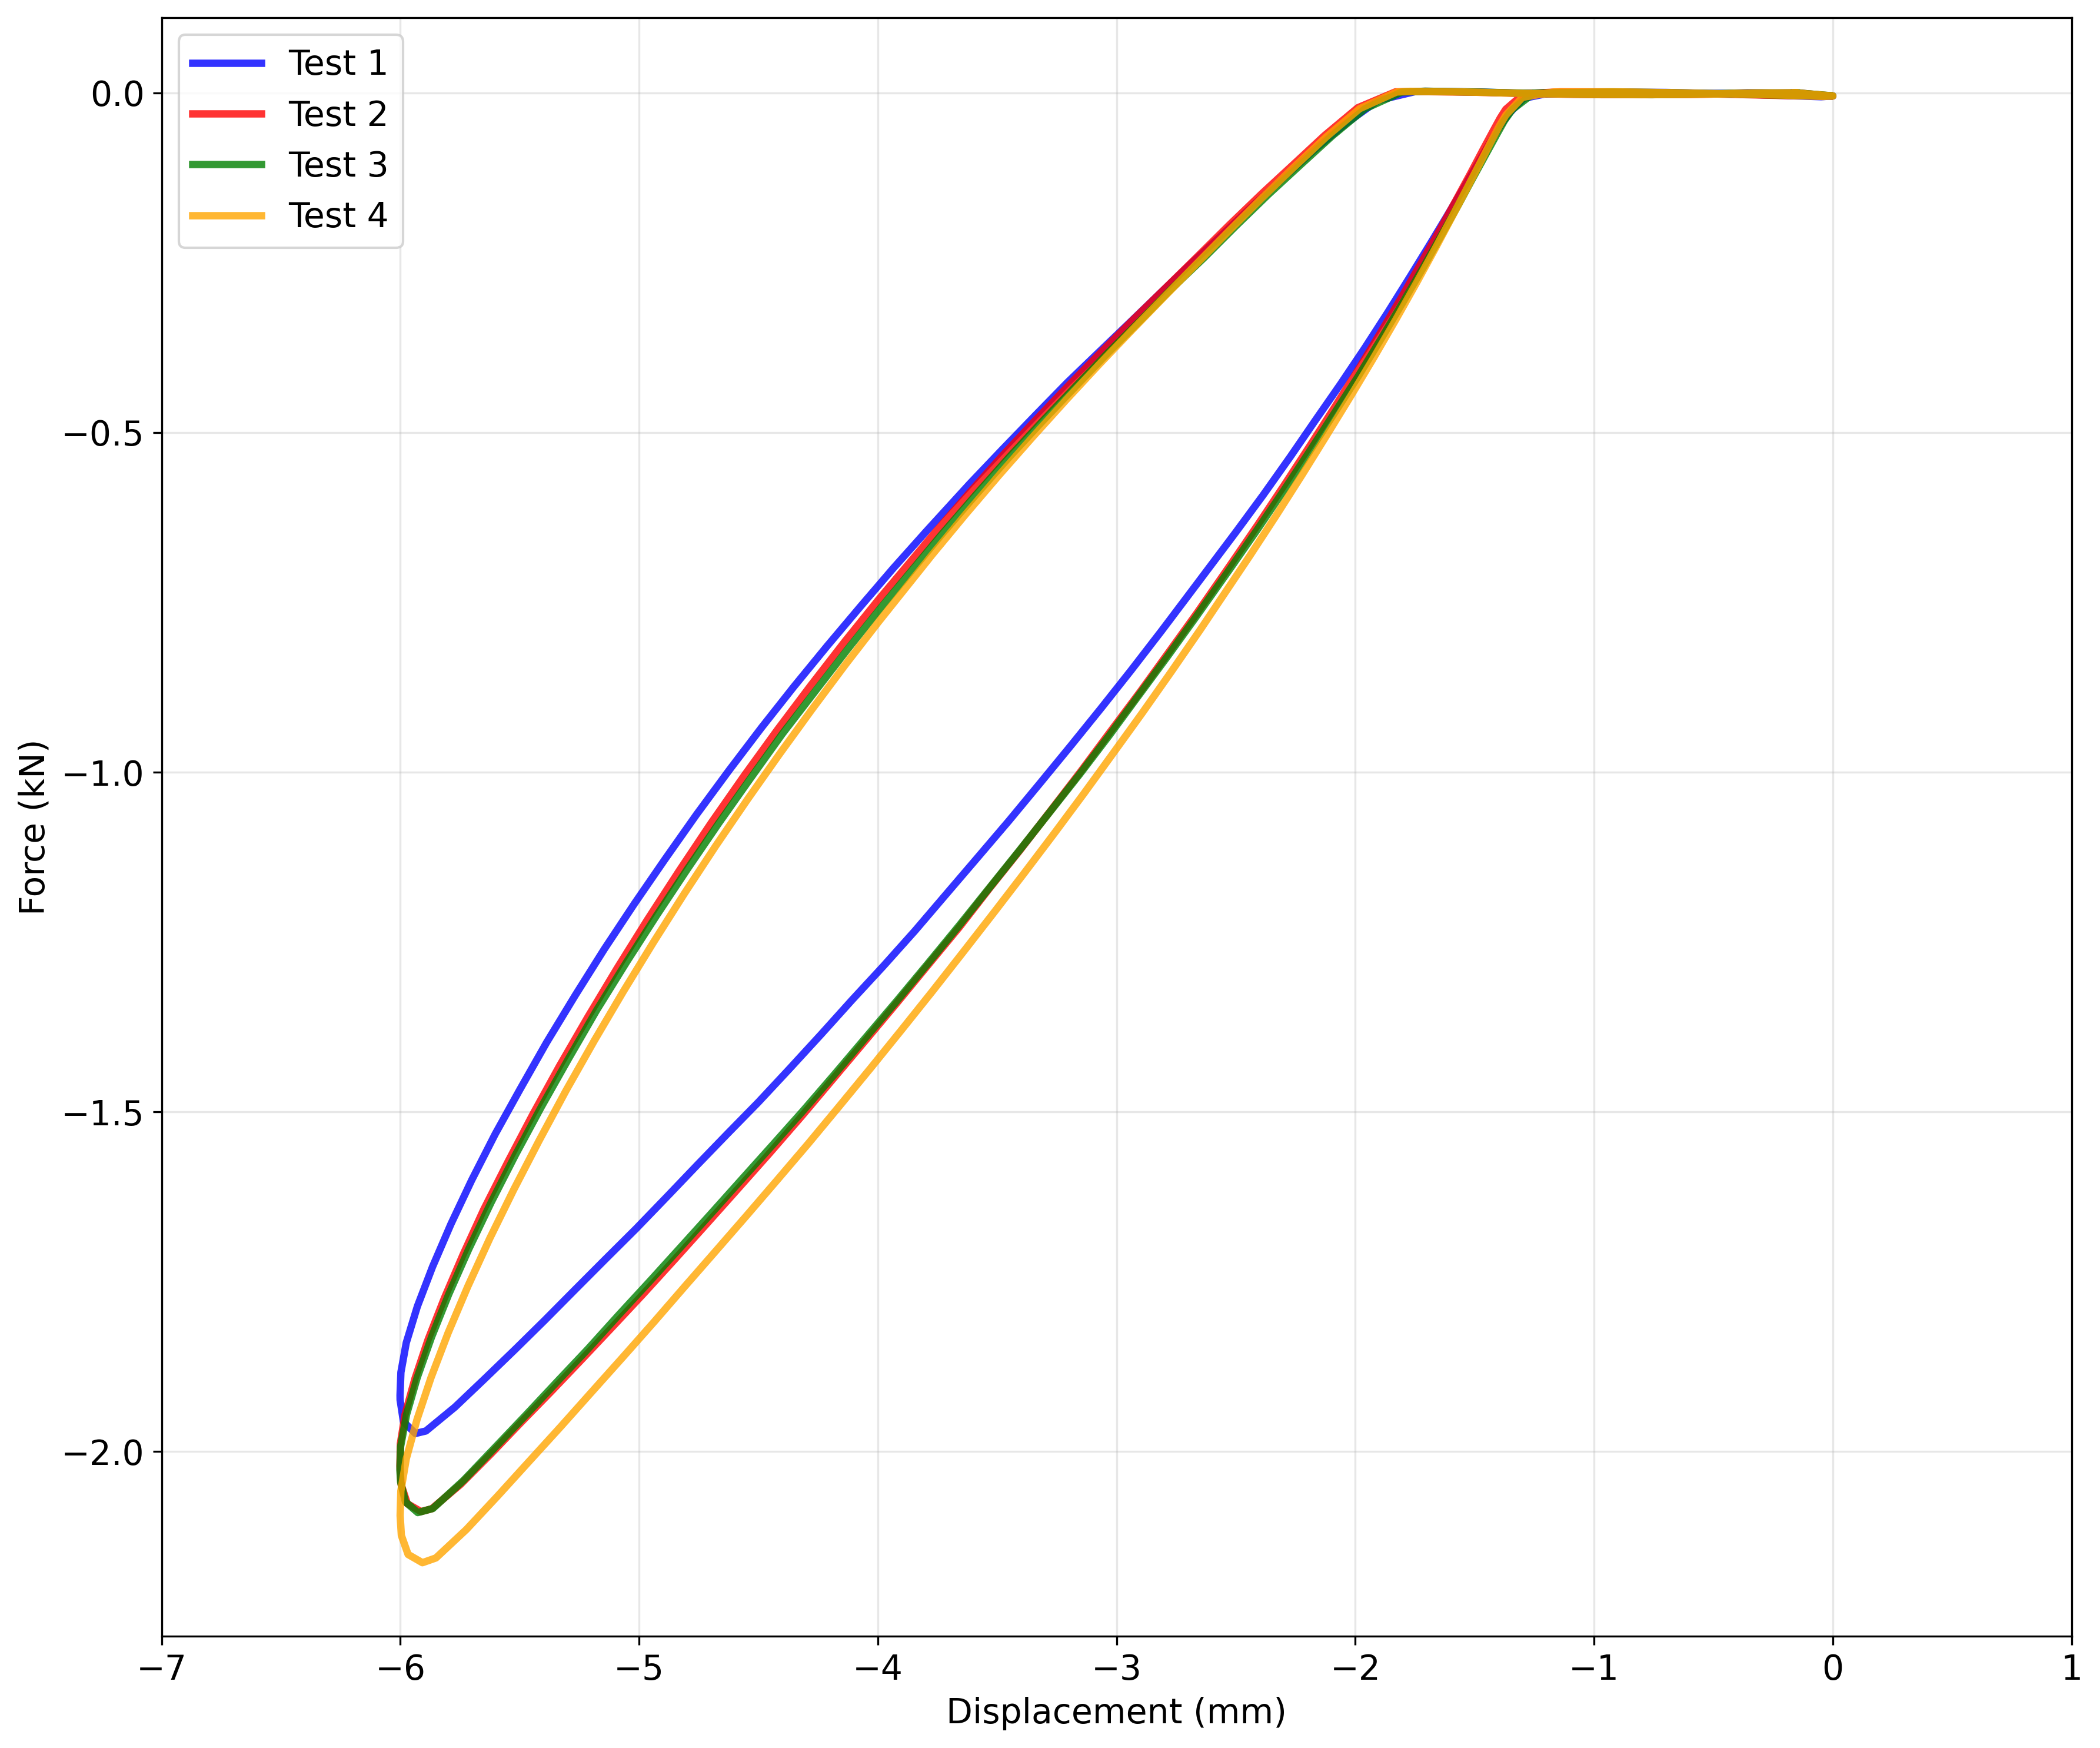 Test 1
Test 2
Test 3
Test 4
0.0
−0.5
−1.0
−1.5
−2.0
Force (kN)
−7 −6 −5 −4 −3 −2 −1 0 1
Displacement (mm)